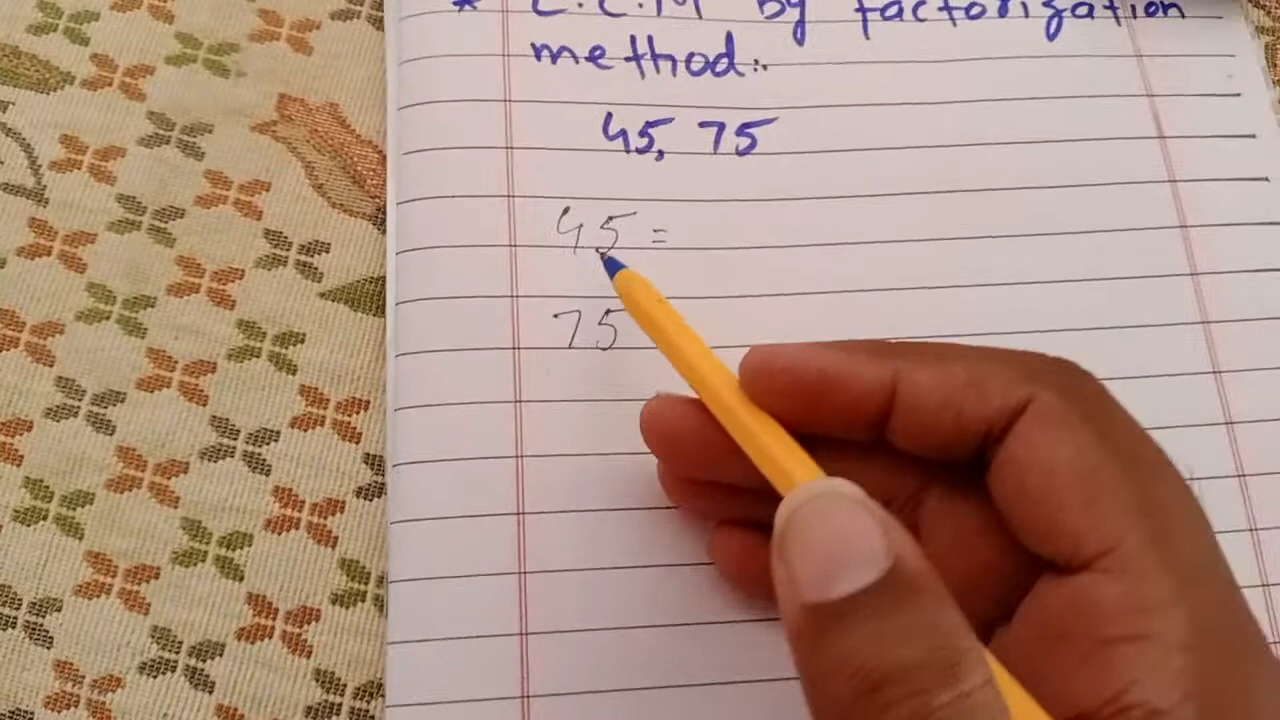 * L.C.M by factorization
method:.
45, 75
45 =
75